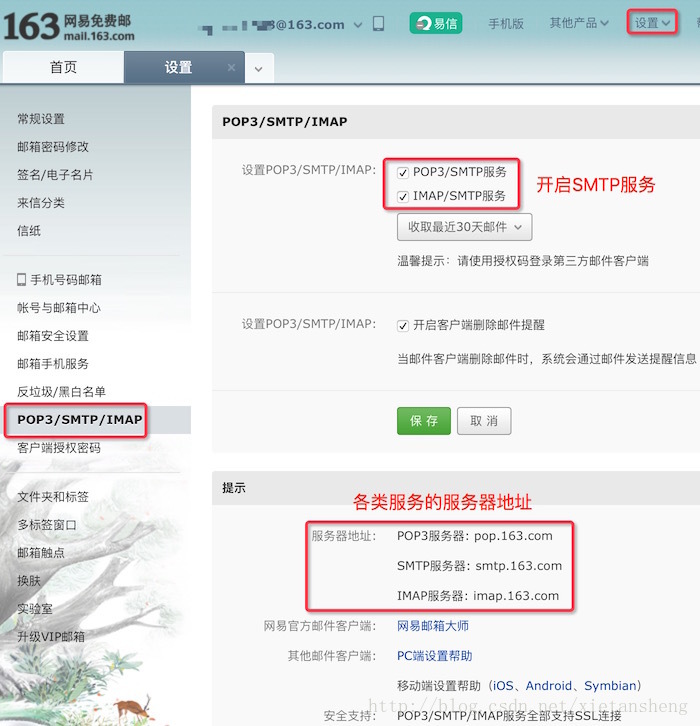 163 网易免费邮
mail.163.com
3@163.com
易信
手机版
其他产品
设置
首页
设置
常规设置
邮箱密码修改
签名/电子名片
来信分类
信纸
手机号码邮箱
帐号与邮箱中心
邮箱安全设置
邮箱手机服务
反垃圾/黑白名单
POP3/SMTP/IMAP
客户端授权密码
文件夹和标签
多标签窗口
邮箱触点
换肤
实验室
升级VIP邮箱
POP3/SMTP/IMAP
设置POP3/SMTP/IMAP: POP3/SMTP服务
IMAP/SMTP服务
开启SMTP服务
收取最近30天邮件
温馨提示: 请使用授权码登录第三方邮件客户端
设置POP3/SMTP/IMAP: 开启客户端删除邮件提醒
当邮件客户端删除邮件时，系统会通过邮件发送提醒信息
保 存 取 消
提示
各类服务的服务器地址
服务器地址: POP3服务器: pop.163.com
SMTP服务器: smtp.163.com
IMAP服务器: imap.163.com
网易官方邮件客户端: 网易邮箱大师
其他邮件客户端: PC端设置帮助
移动端设置帮助（iOS、Android、Symbian）
http://blog.csdn.net/xietansheng
安全支持: POP3/SMTP/IMAP服务全部支持SSL连接